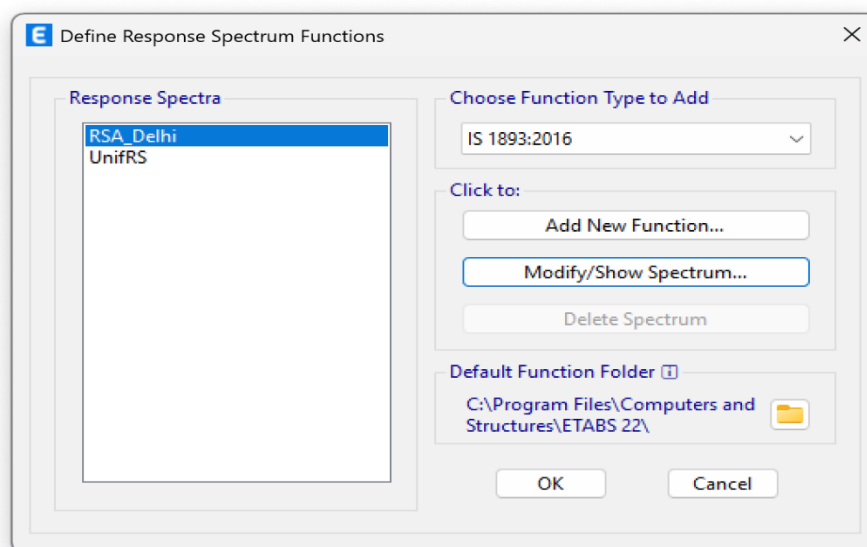 E Define Response Spectrum Functions
Response Spectra
RSA_Delhi
UnifRS
Choose Function Type to Add
IS 1893:2016
Click to:
Add New Function...
Modify/Show Spectrum...
Delete Spectrum
Default Function Folder
C:\Program Files\Computers and
Structures\ETABS 22\
OK
Cancel